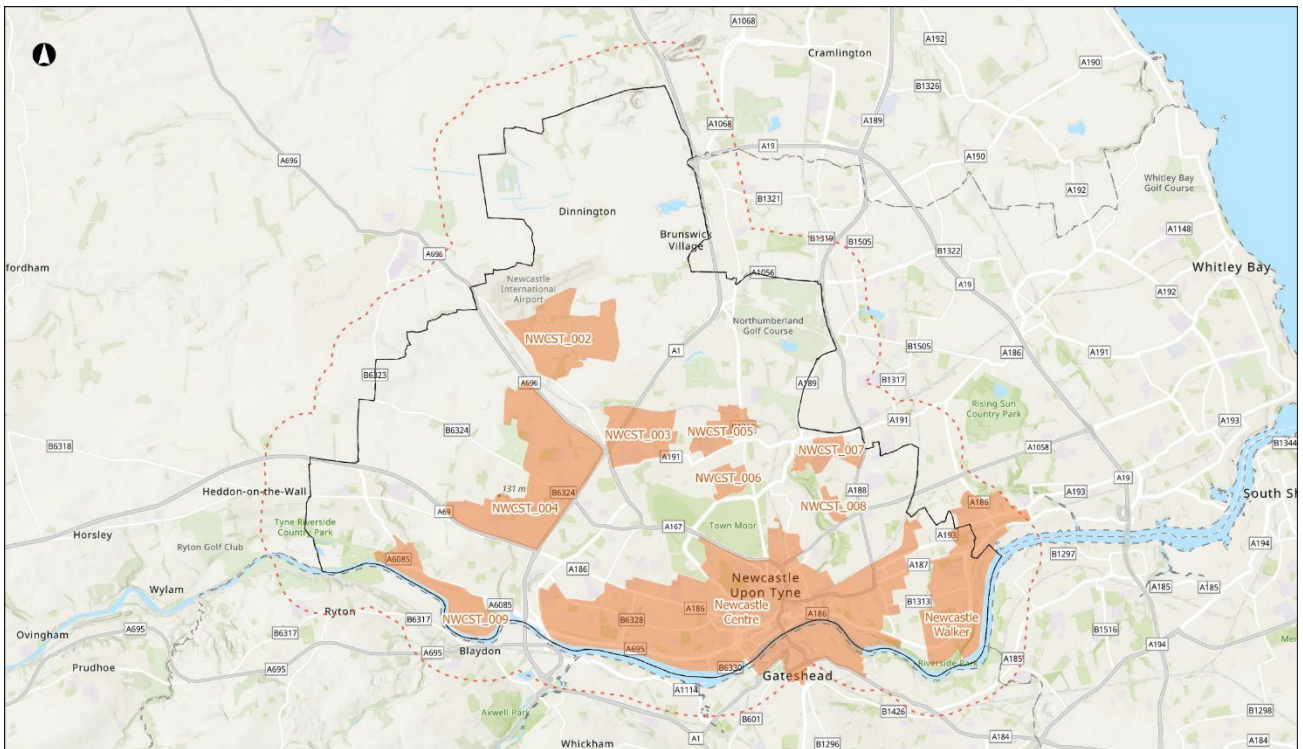 A1068
A192
Cramlington
A190
B1326
A1068
A189
A696
A19
A190
A192
Whitley Bay
Golf Course
B1321
Dinnington
Brunswick
Village
B1319
B1505
A1148
B1322
fordham
A696
Whitley Bay
A1056
Newcastle
International
Airport
A192
A19
Northumberland
Golf Course
NWCST_002
B1505
A1
A186
A191
B6323
A696
A189
B1317
Rising Sun
Country Park
A193
B6324
NWCST_003
NWCST_005
A191
B6318
A191
NWCST_007
A1058
B1344
NWCST_006
131 m
B6324
A188
A19
Heddon-on-the-Wall
NWCST_004
NWCST_008
A186
A193
South Sh
A69
Tyne Riverside
Country Park
A167
Town Moor
A193
Horsley
Ryton Golf Club
A194
A6085
B1297
A186
A187
Newcastle
Upon Tyne
A185
A185
Wylam
A6085
Newcastle
Centre
A186
B1313
Ryton
B6317
NWCST_009
B6328
A186
Newcastle
Walker
B1516
Ovingham
A695
B6317
A695
A695
A194
Blaydon
B6330
Riverside Park
A185
Prudhoe
A695
Gateshead
A1114
Axwell Park
B1426
B1298
B601
A184
A1
Whickham
B1296
A184